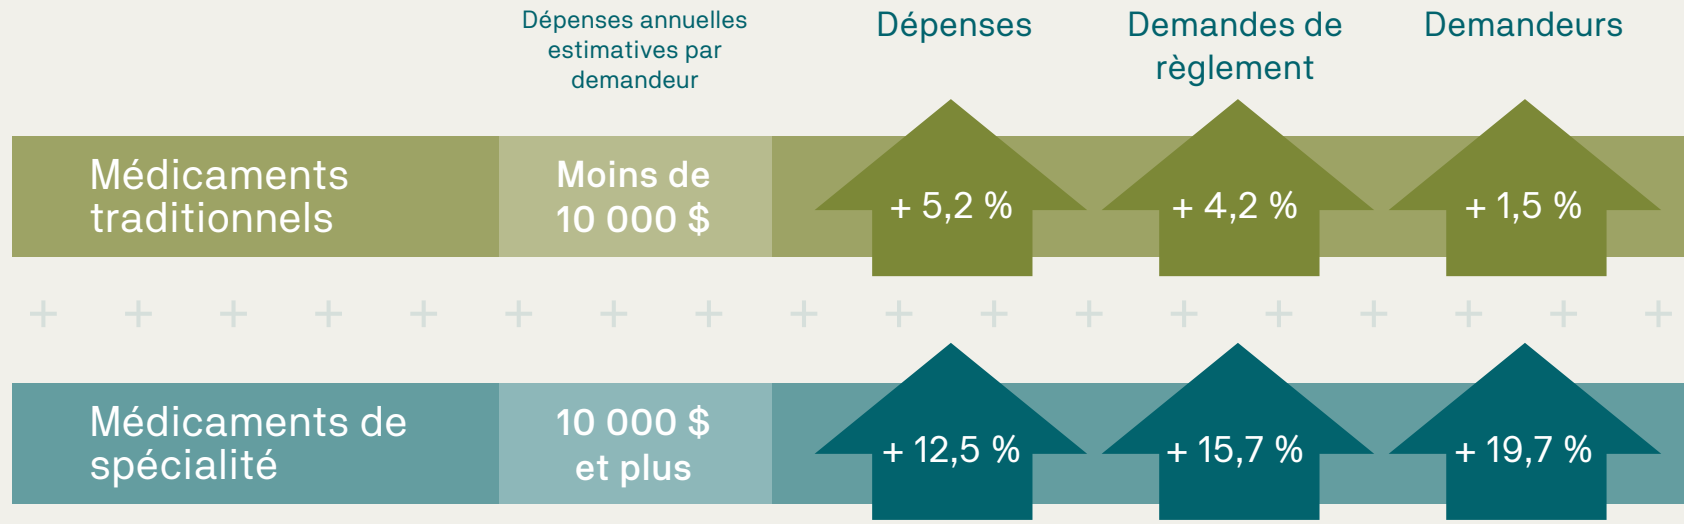 Dépenses annuelles
estimatives par
demandeur
Dépenses
Demandes de
règlement
Demandeurs
Médicaments
traditionnels
Moins de
10 000 $
+ 5,2 %
+ 4,2 %
+ 1,5 %
Médicaments de
spécialité
10 000 $
et plus
+ 12,5 %
+ 15,7 %
+ 19,7 %